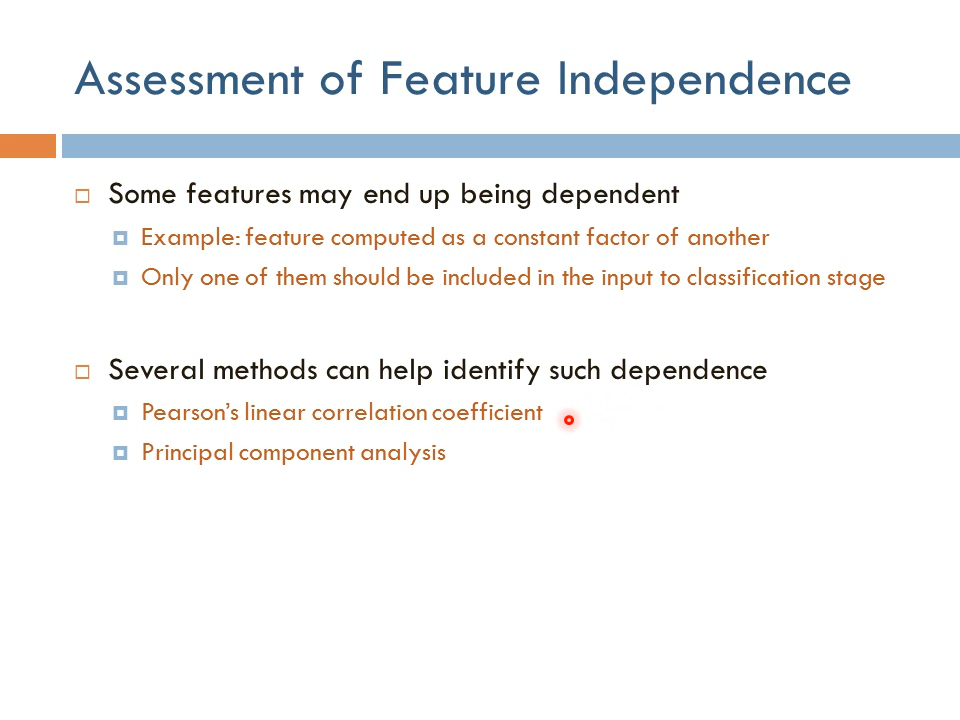 Assessment of Feature Independence
Some features may end up being dependent
Example: feature computed as a constant factor of another
Only one of them should be included in the input to classification stage
Several methods can help identify such dependence
Pearson's linear correlation coefficient
Principal component analysis